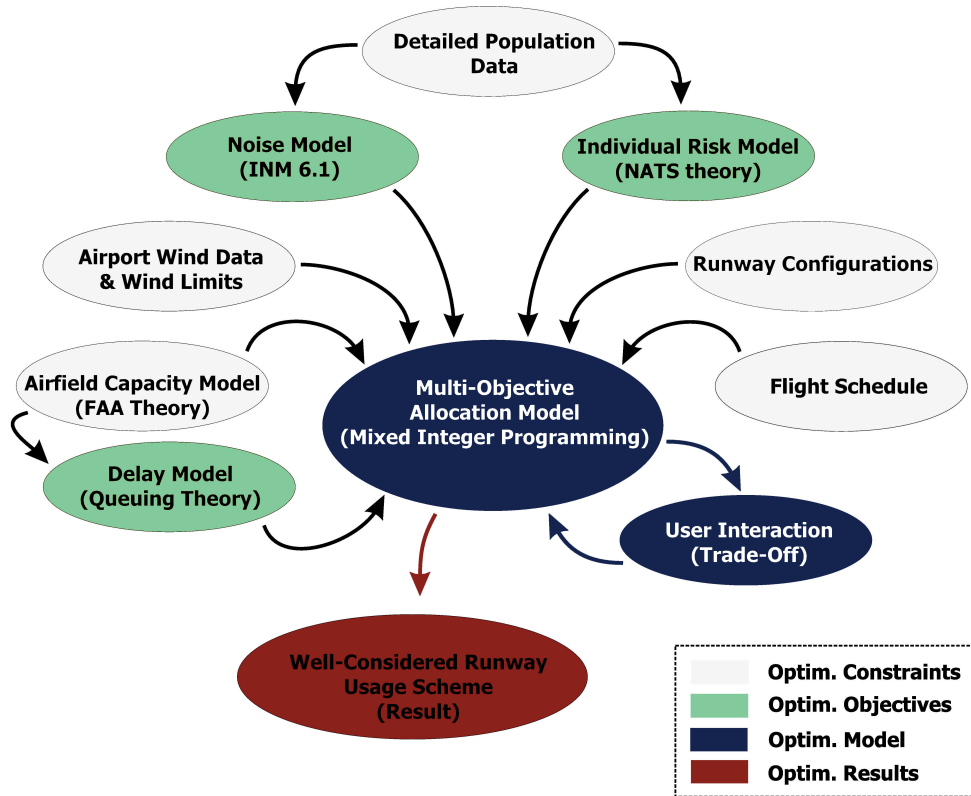 Detailed Population
Data
Noise Model
(INM 6.1)
Individual Risk Model
(NATS theory)
Airport Wind Data
& Wind Limits
Runway Configurations
Airfield Capacity Model
(FAA Theory)
Multi-Objective
Allocation Model
(Mixed Integer Programming)
Flight Schedule
Delay Model
(Queuing Theory)
User Interaction
(Trade-Off)
Well-Considered Runway
Usage Scheme
(Result)
Optim. Constraints
Optim. Objectives
Optim. Model
Optim. Results